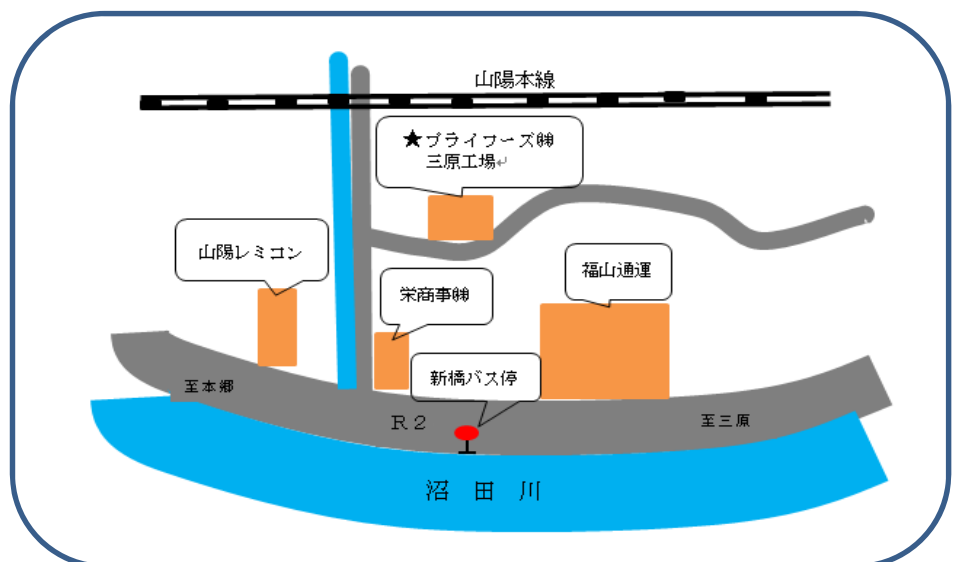 山陽本線
★プライフーズ㈱
三原工場↵
山陽レミコン
福山通運
栄商事㈱
新橋バス停
至本郷
R2
至三原
沼田川